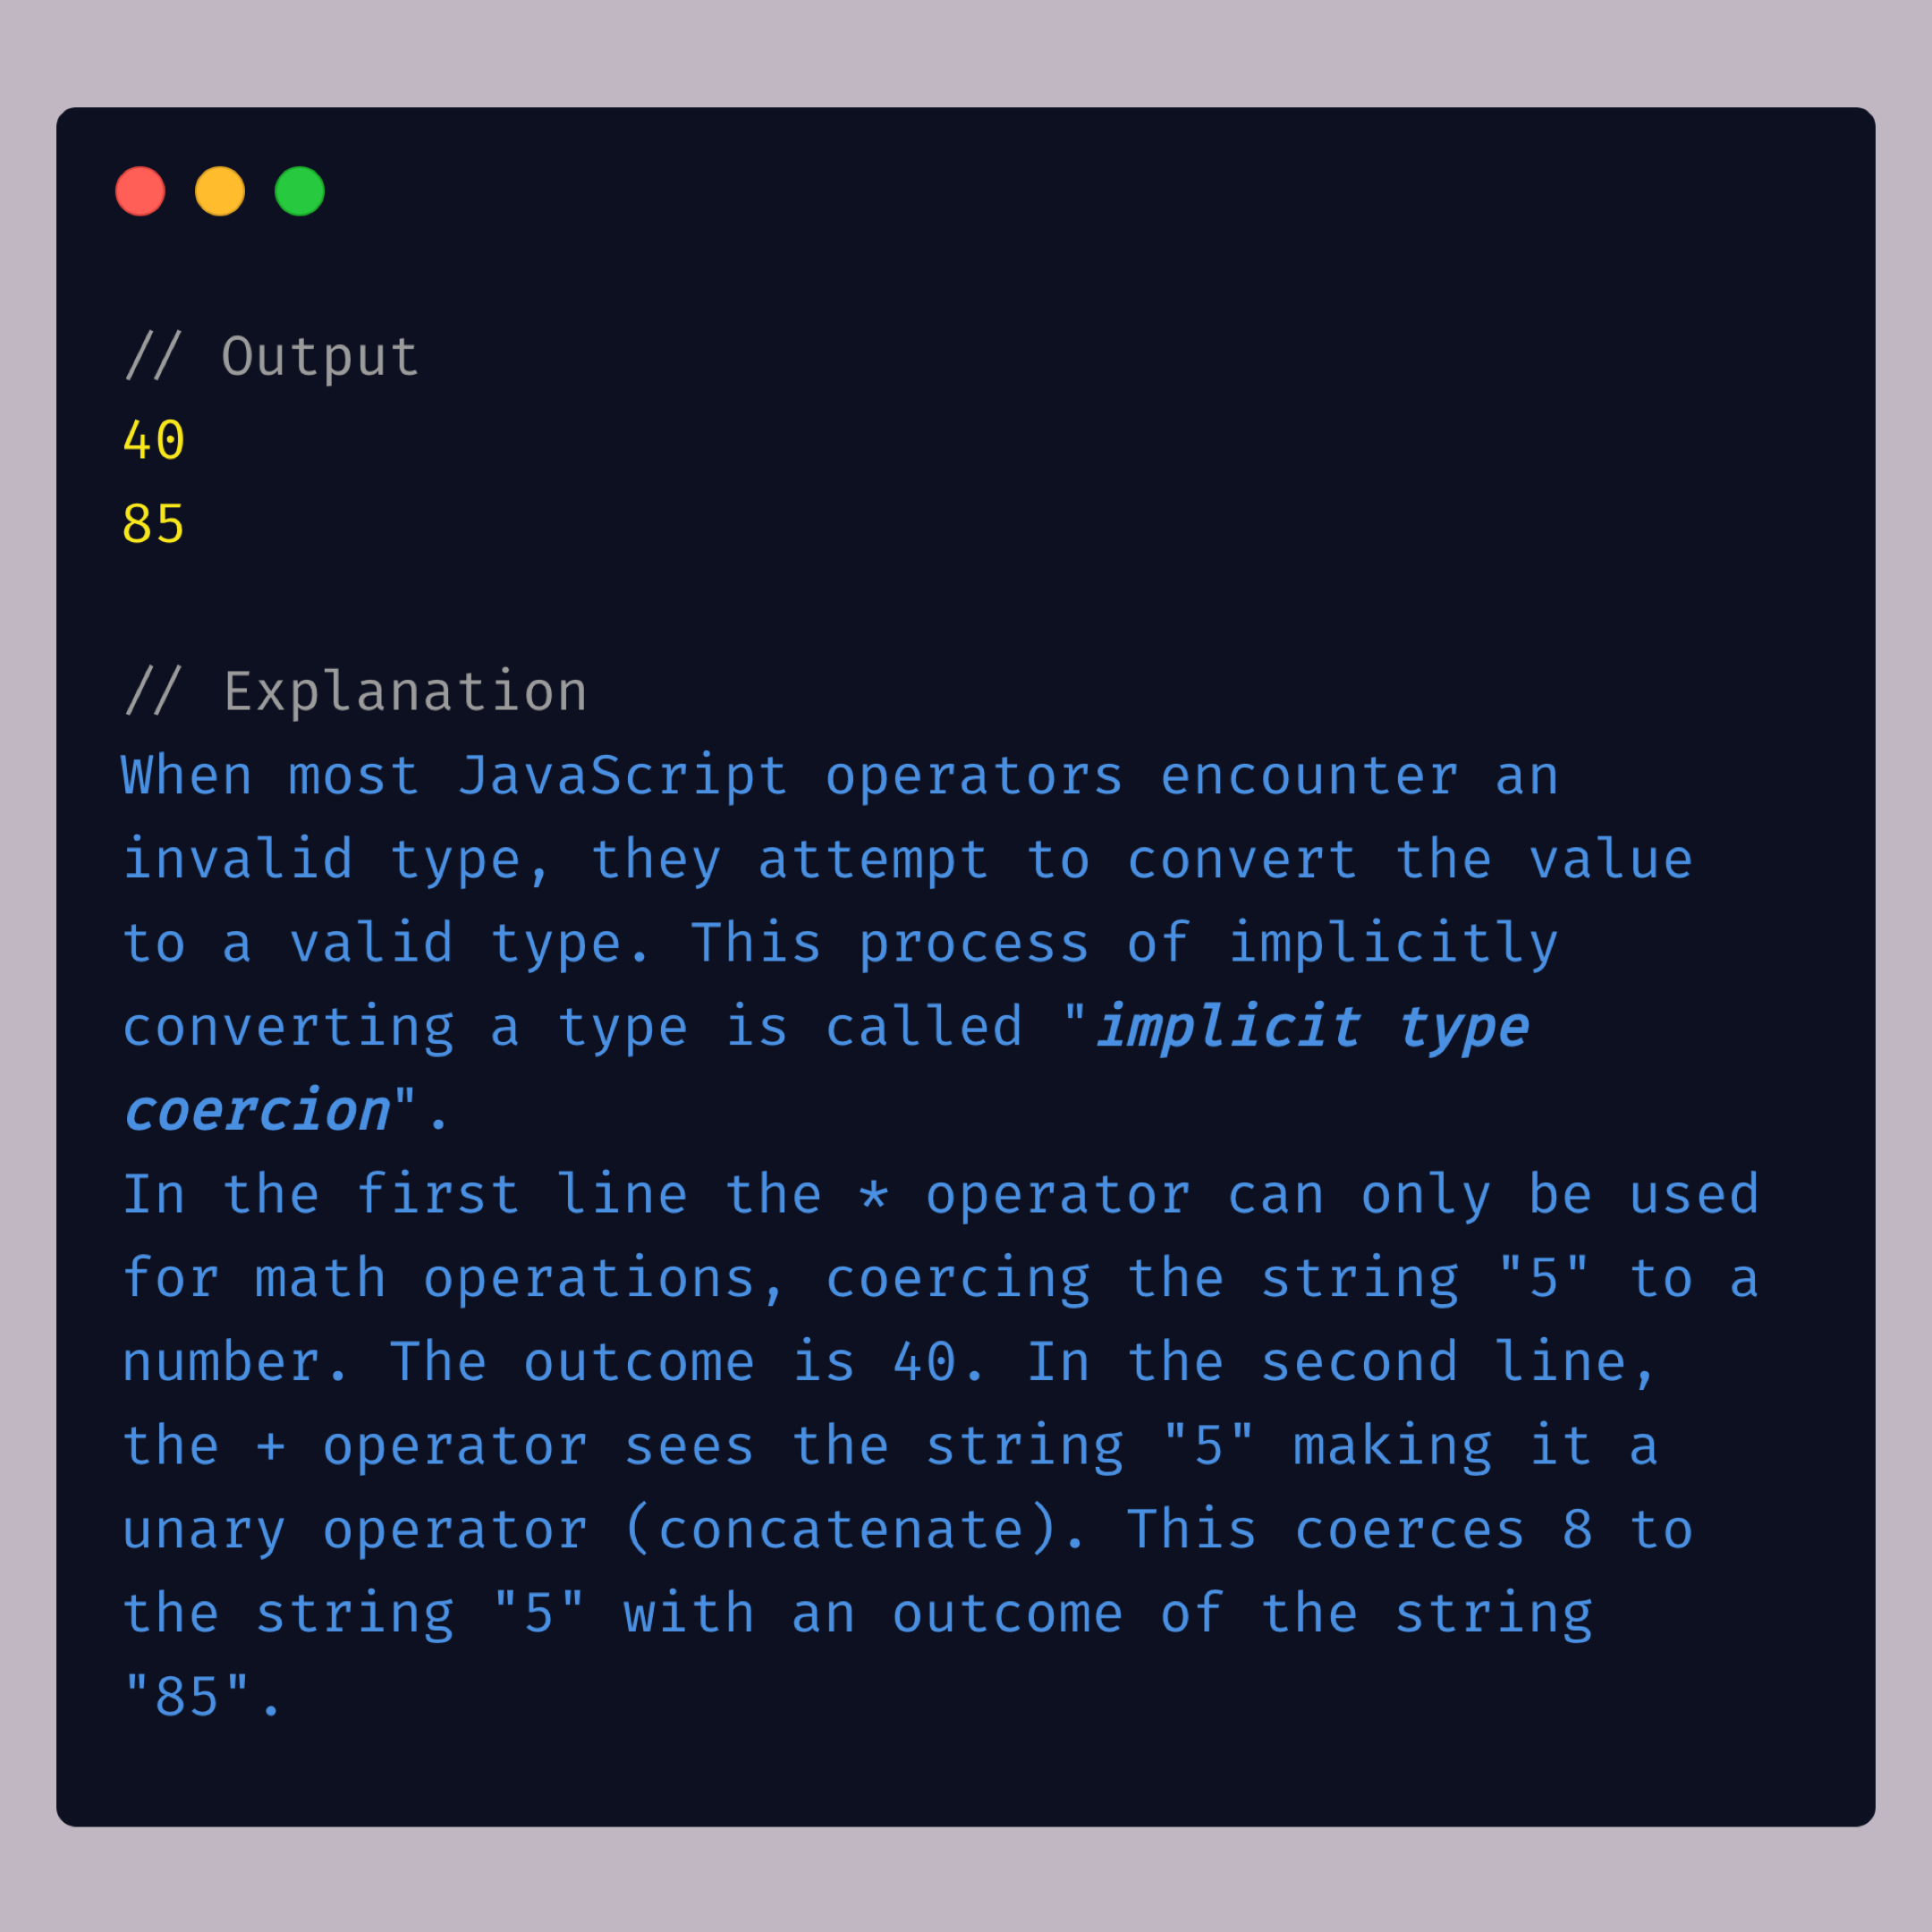 // Output
40
85
// Explanation
When most JavaScript operators encounter an
invalid type, they attempt to convert the value
to a valid type. This process of implicitly
converting a type is called "implicit type
coercion".
In the first line the * operator can only be used
for math operations, coercing the string "5" to a
number. The outcome is 40. In the second line,
the + operator sees the string "5" making it a
unary operator (concatenate). This coerces 8 to
the string "5" with an outcome of the string
"85".